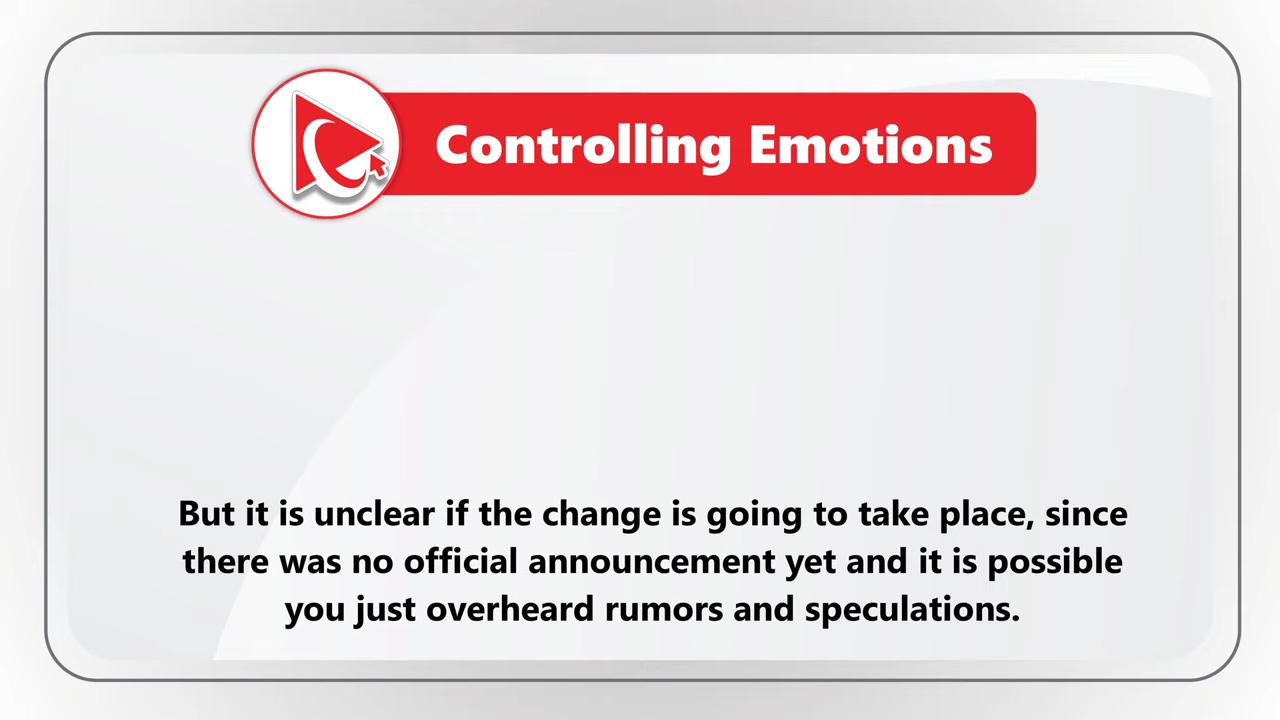 Controlling Emotions
But it is unclear if the change is going to take place, since
there was no official announcement yet and it is possible
you just overheard rumors and speculations.